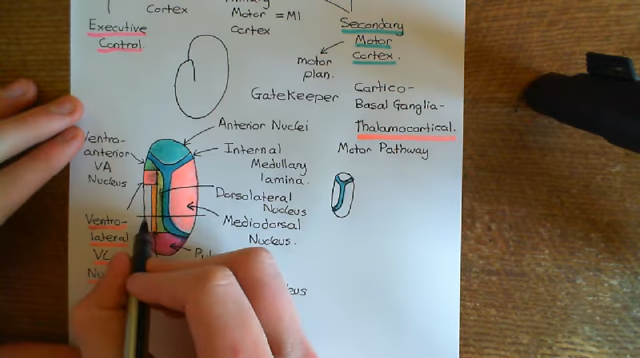 Cortex
Motor = M1
Cortex
Executive
Control.
Secondary
Motor
Cortex.
motor
plan.
Gatekeeper
Cortico-
Basal Ganglia-
Thalamocortical.
Motor Pathway
Anterior Nuclei
Internal
Medullary
lamina.
Dorsolateral
Nucleus
Mediodorsal
Nucleus.
anterior
VA
Nucleus
Ventro-
lateral
VL